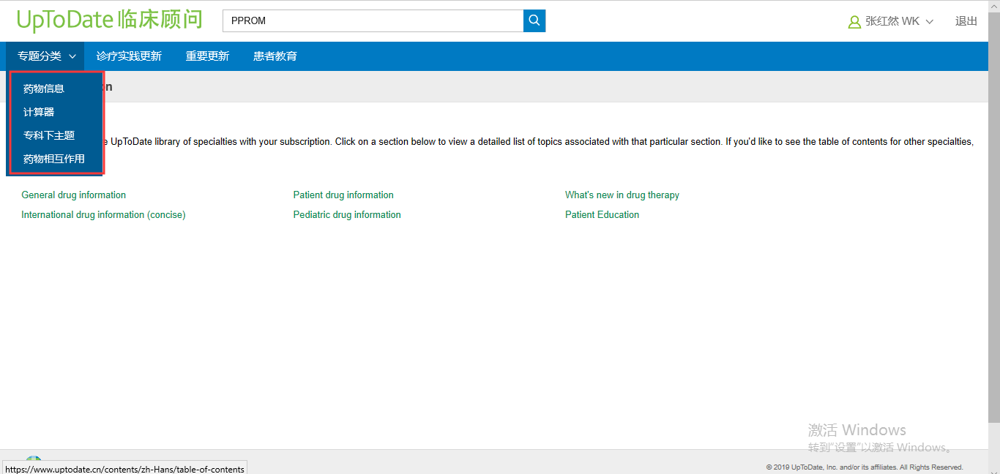 UpToDate 临床顾问
PPROM
张红然 WK
退出
专题分类
诊疗实践更新
重要更新
患者教育
药物信息
计算器
专科下主题
药物相互作用
n
e UpToDate library of specialties with your subscription. Click on a section below to view a detailed list of topics associated with that particular section. If you'd like to see the table of contents for other specialties,
General drug information
Patient drug information
What's new in drug therapy
International drug information (concise)
Pediatric drug information
Patient Education
激活 Windows
转到"设置"以激活 Windows。
© 2019 UpToDate, Inc. and/or its affiliates. All Rights Reserved.
https://www.uptodate.cn/contents/zh-Hans/table-of-contents